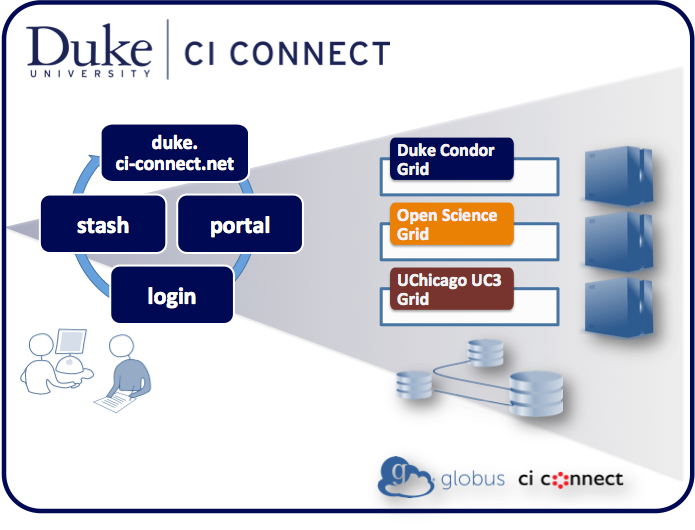 Duke
UNIVERSITY
CI CONNECT
duke.
ci-connect.net
stash
portal
login
Duke Condor
Grid
Open Science
Grid
UChicago UC3
Grid
g
globus
ci connect